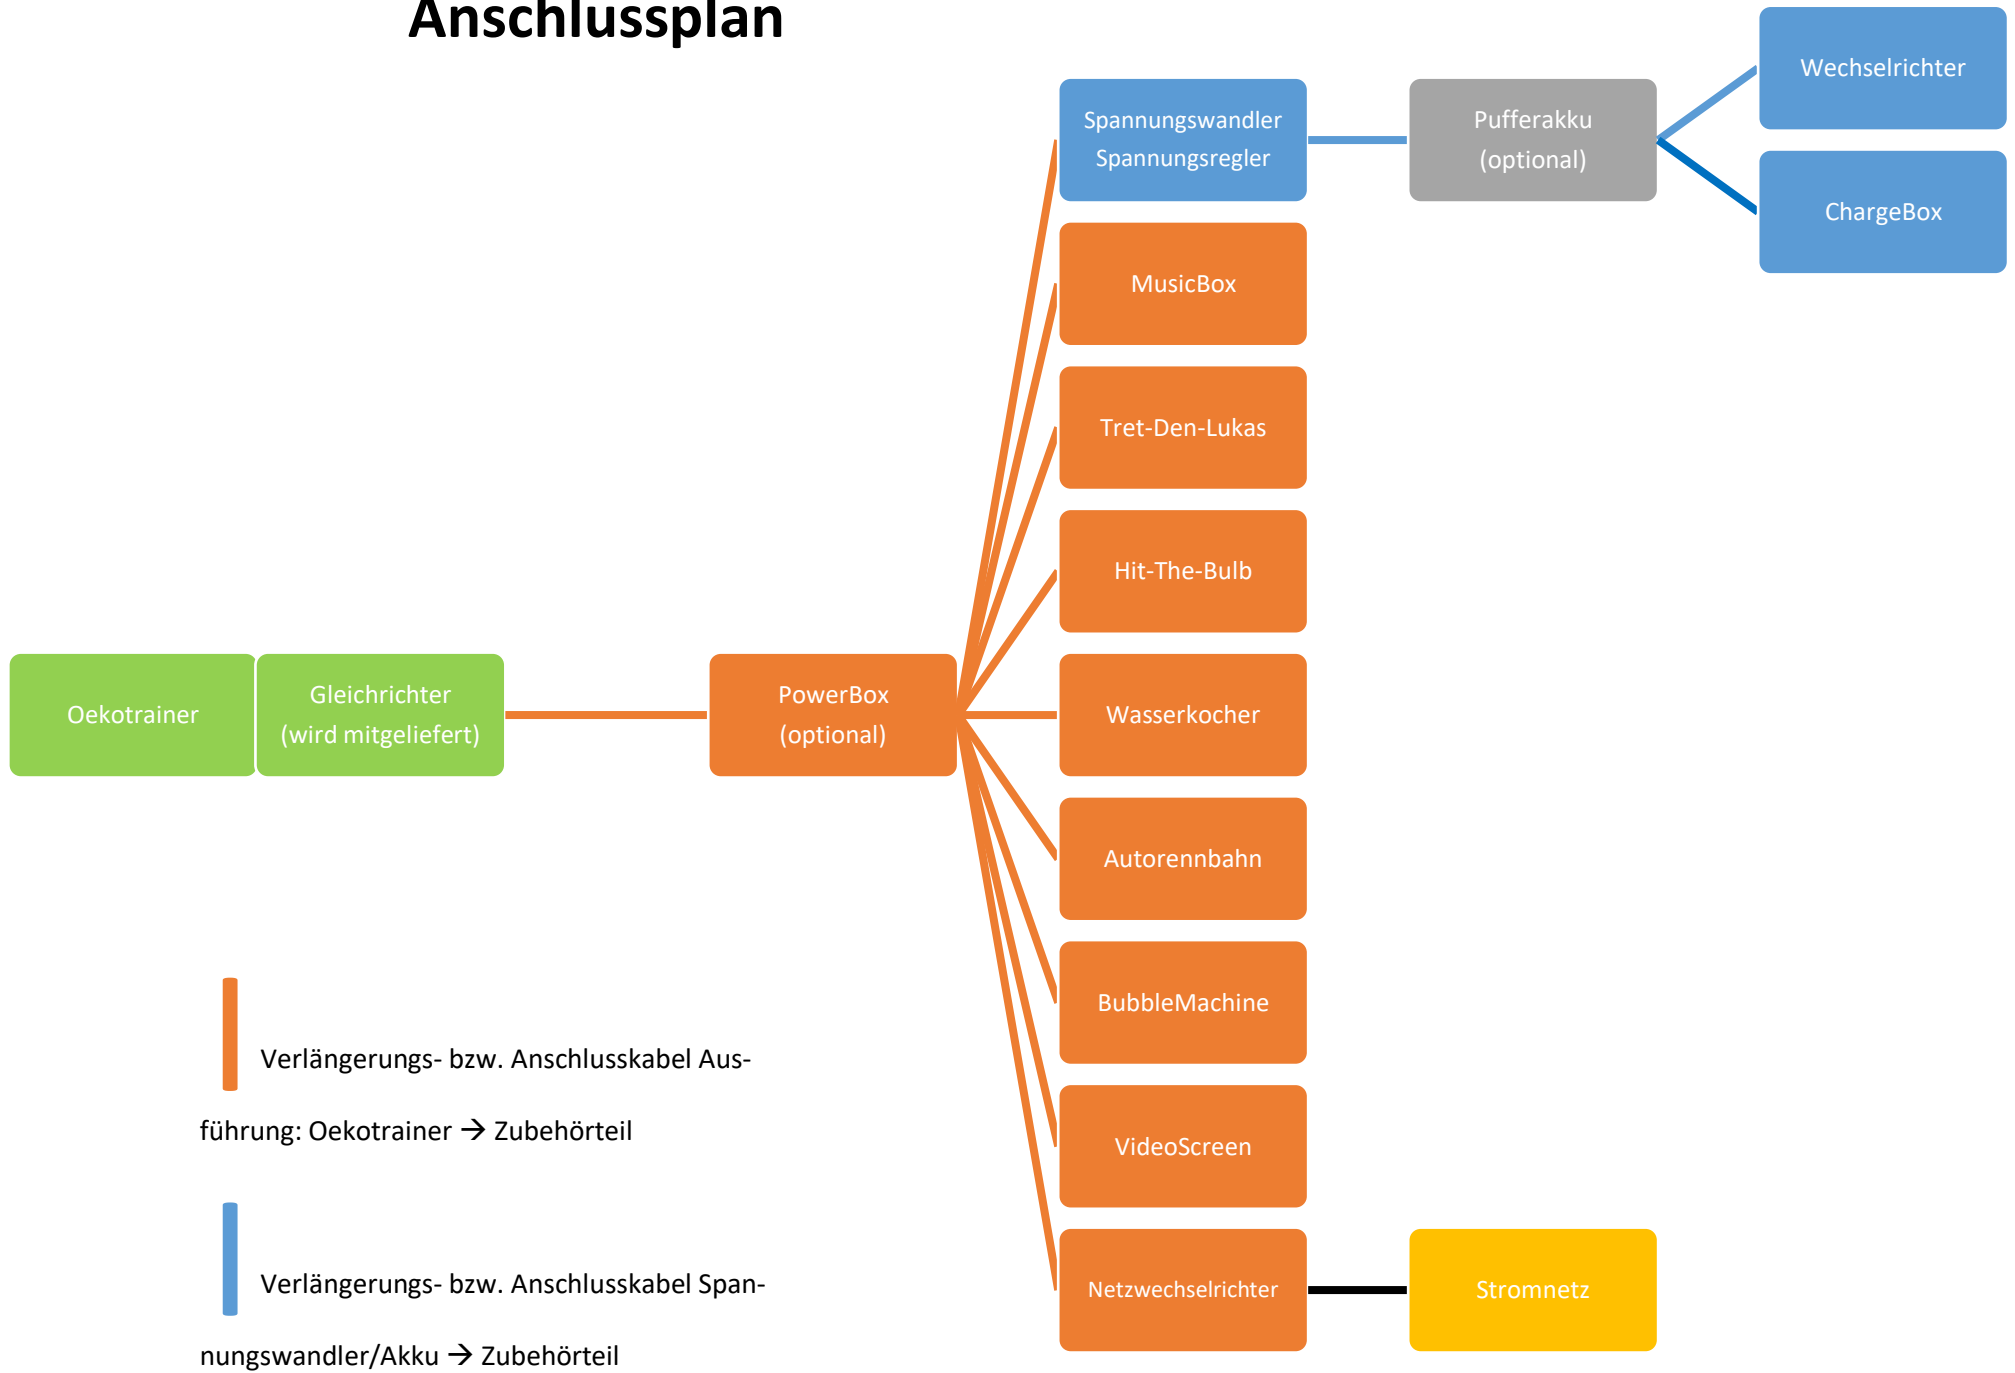 Anschlussplan
Wechselrichter
Spannungswandler
Spannungsregler
Pufferakku
(optional)
ChargeBox
MusicBox
Tret-Den-Lukas
Hit-The-Bulb
Oekotrainer
Gleichrichter
(wird mitgeliefert)
PowerBox
(optional)
Wasserkocher
Autorennbahn
BubbleMachine
VideoScreen
Netzwechselrichter
Stromnetz
Verlängerungs- bzw. Anschlusskabel Aus-
führung: Oekotrainer → Zubehörteil
Verlängerungs- bzw. Anschlusskabel Span-
nungswandler/Akku → Zubehörteil